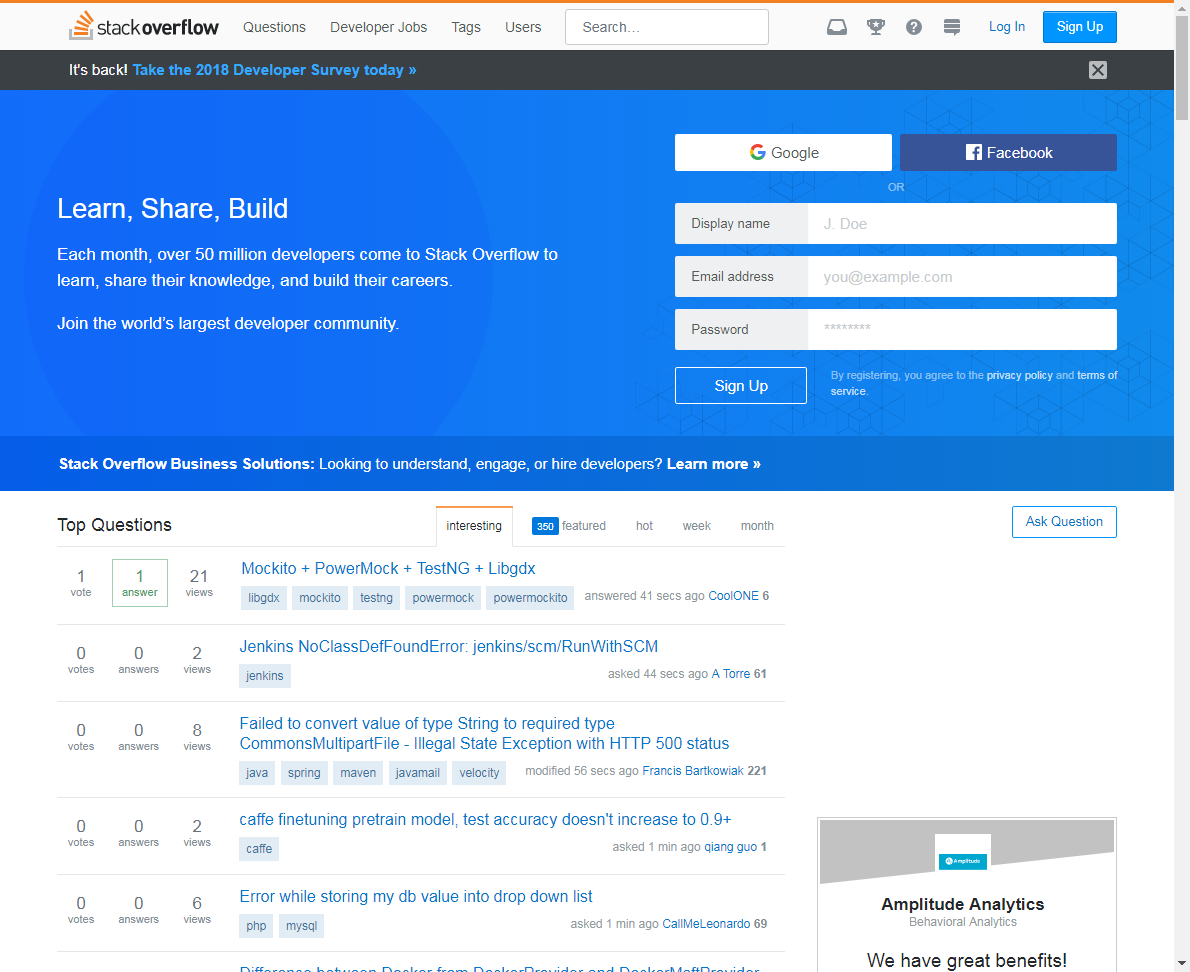 stackoverflow Questions Developer Jobs Tags Users Search... Log In Sign Up
It's back! Take the 2018 Developer Survey today »
Google Facebook
OR
Learn, Share, Build
Each month, over 50 million developers come to Stack Overflow to
learn, share their knowledge, and build their careers.
Join the world’s largest developer community.
Display name J. Doe
Email address you@example.com
Password ********
Sign Up
By registering, you agree to the privacy policy and terms of
service.
Stack Overflow Business Solutions: Looking to understand, engage, or hire developers? Learn more »
Top Questions interesting 350 featured hot week month
Ask Question
1 1 21 Mockito + PowerMock + TestNG + Libgdx
vote answer views
libgdx mockito testng powermock powermockito answered 41 secs ago CoolONE 6
0 0 2 Jenkins NoClassDefFoundError: jenkins/scm/RunWithSCM
votes answers views
jenkins asked 44 secs ago A Torre 61
0 0 8 Failed to convert value of type String to required type
votes answers views CommonsMultipartFile - Illegal State Exception with HTTP 500 status
java spring maven javamail velocity modified 56 secs ago Francis Bartkowiak 221
0 0 2 caffe finetuning pretrain model, test accuracy doesn't increase to 0.9+
votes answers views
caffe asked 1 min ago qiang guo 1
0 0 6 Error while storing my db value into drop down list
votes answers views
php mysql asked 1 min ago CallMeLeonardo 69
Amplitude
Amplitude Analytics
Behavioral Analytics
We have great benefits!